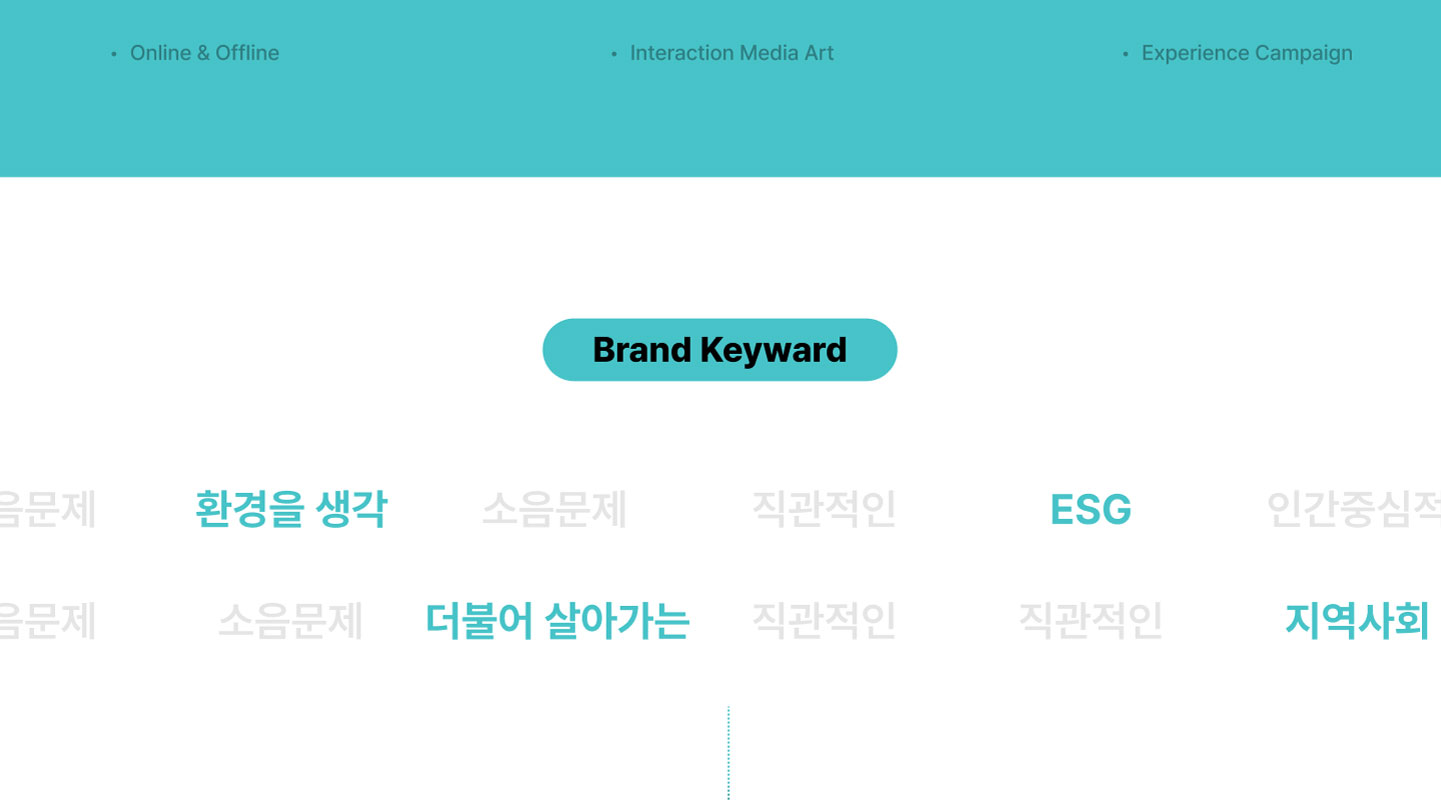 • Online & Offline • Interaction Media Art • Experience Campaign
Brand Keyward
음문제 환경을 생각 소음문제 직관적인 ESG 인간중심적
음문제 소음문제 더불어 살아가는 직관적인 직관적인 지역사회